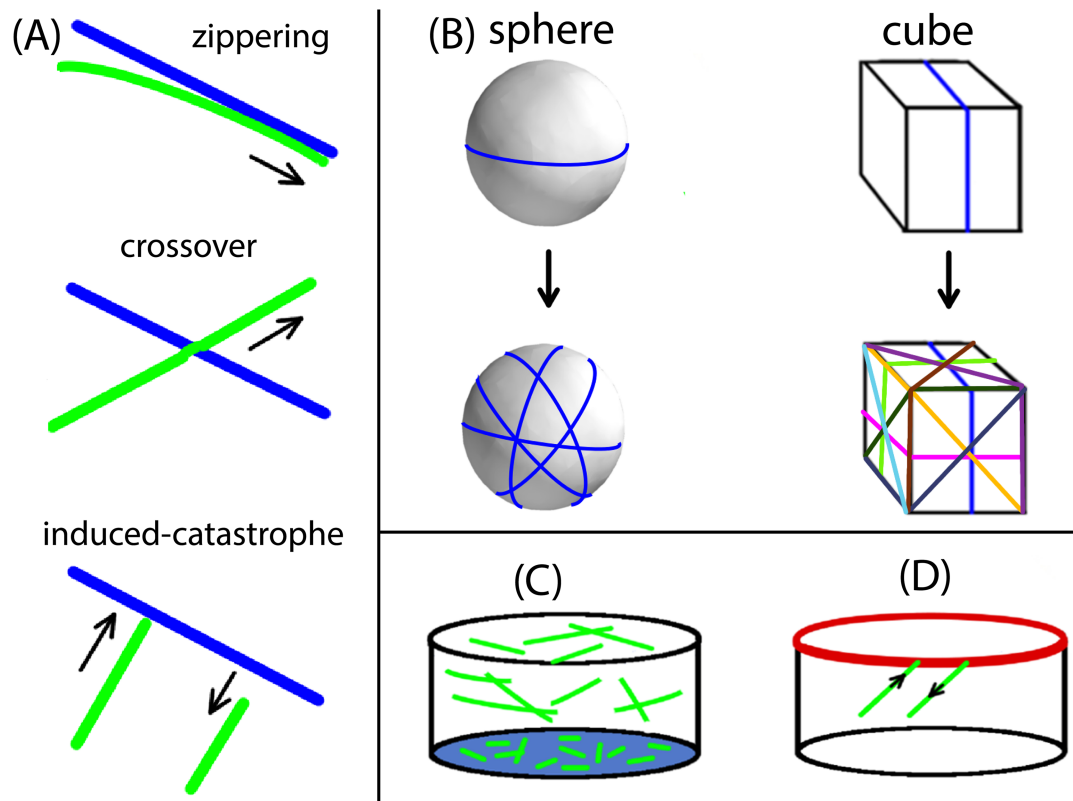 (A)
zippering
crossover
induced-catastrophe
(B) sphere
cube
(C)
(D)